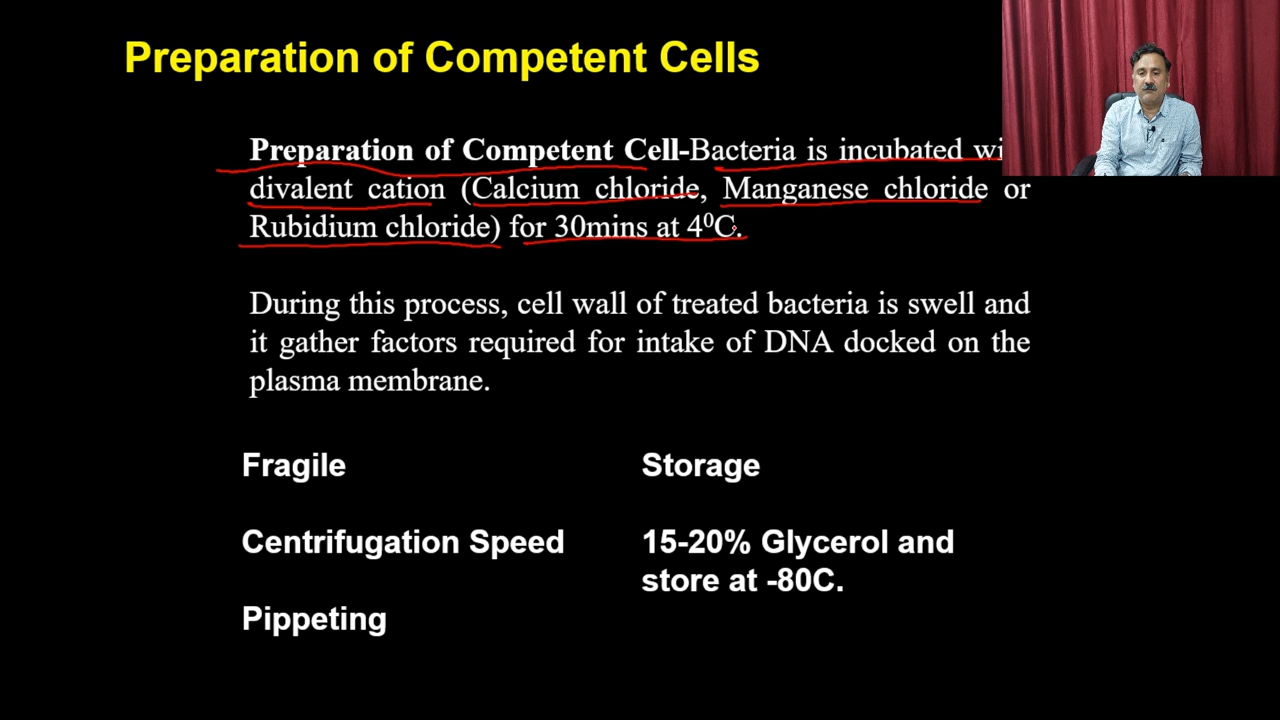 Preparation of Competent Cells
Preparation of Competent Cell-Bacteria is incubated
divalent cation (Calcium chloride, Manganese chloride or
Rubidium chloride) for 30mins at 4⁰C.
During this process, cell wall of treated bacteria is swell and
it gather factors required for intake of DNA docked on the
plasma membrane.
Fragile
Storage
Centrifugation Speed
15-20% Glycerol and
store at -80C.
Pippeting